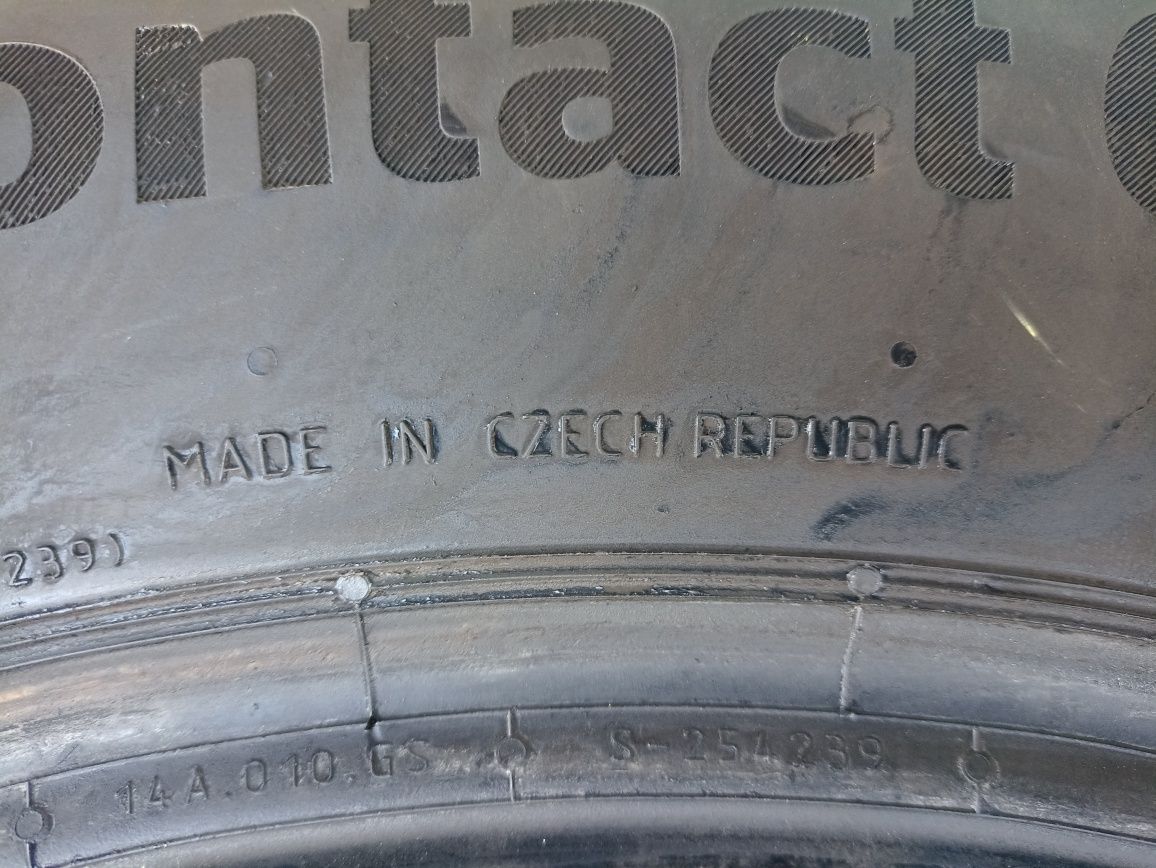 ontact
MADE IN CZECH REPUBLIC
239)
14A.010.GS S-254239